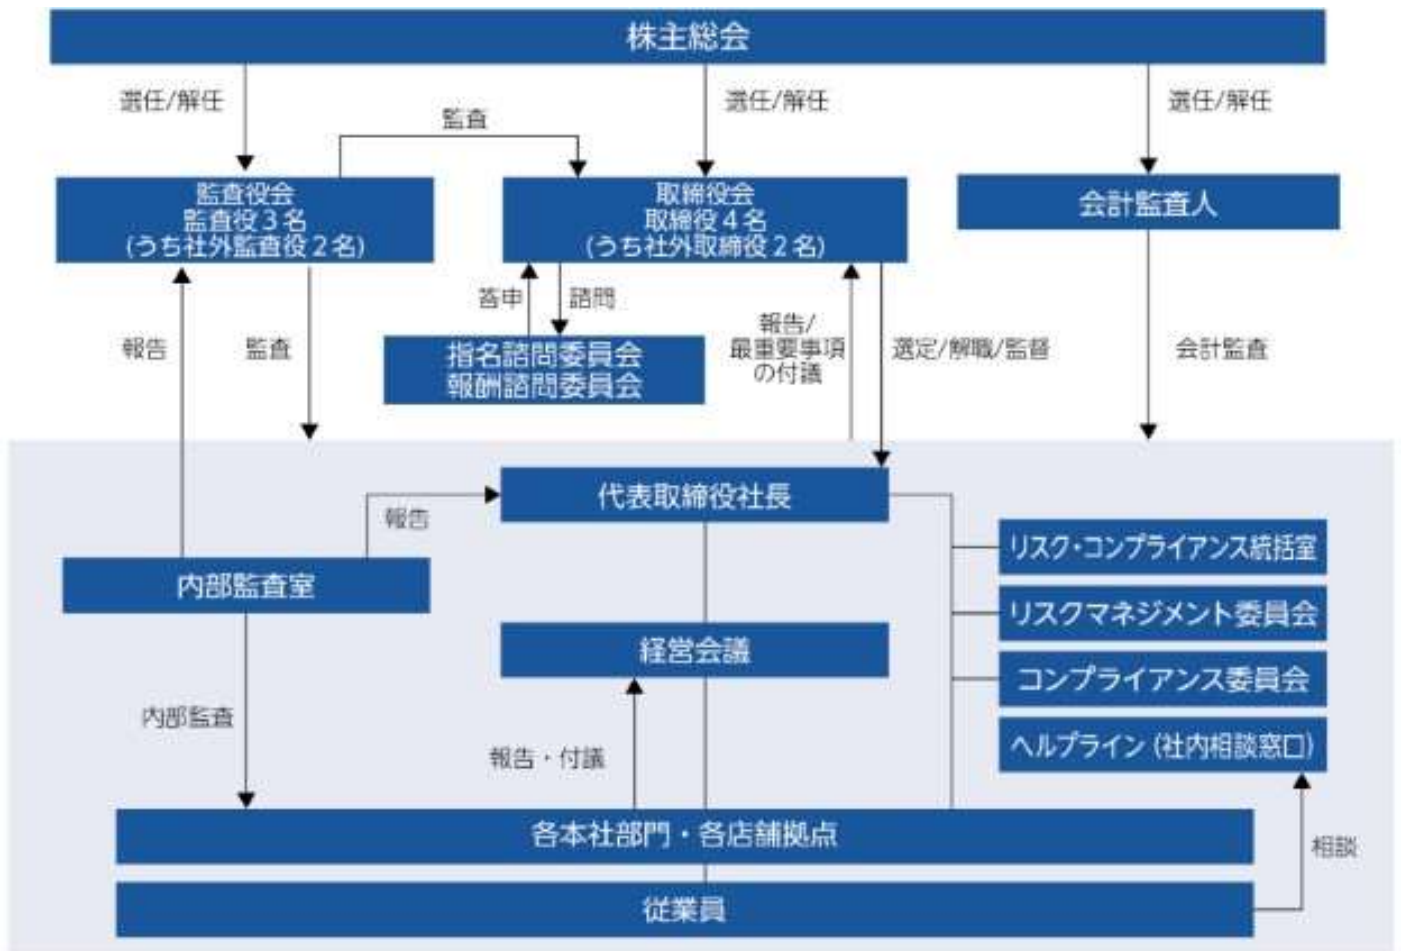 株主総会
選任/解任
選任/解任
選任/解任
監査
監査役会
監査役３名
(うち社外監査役２名)
取締役会
取締役４名
(うち社外取締役２名)
会計監査人
答申
諮問
指名諮問委員会
報酬諮問委員会
報告
監査
報告/
最重要事項
の付議
選定/解職/監督
会計監査
代表取締役社長
報告
内部監査室
リスク・コンプライアンス統括室
リスクマネジメント委員会
経営会議
コンプライアンス委員会
内部監査
ヘルプライン (社内相談窓口)
報告・付議
各本社部門・各店舗拠点
相談
従業員